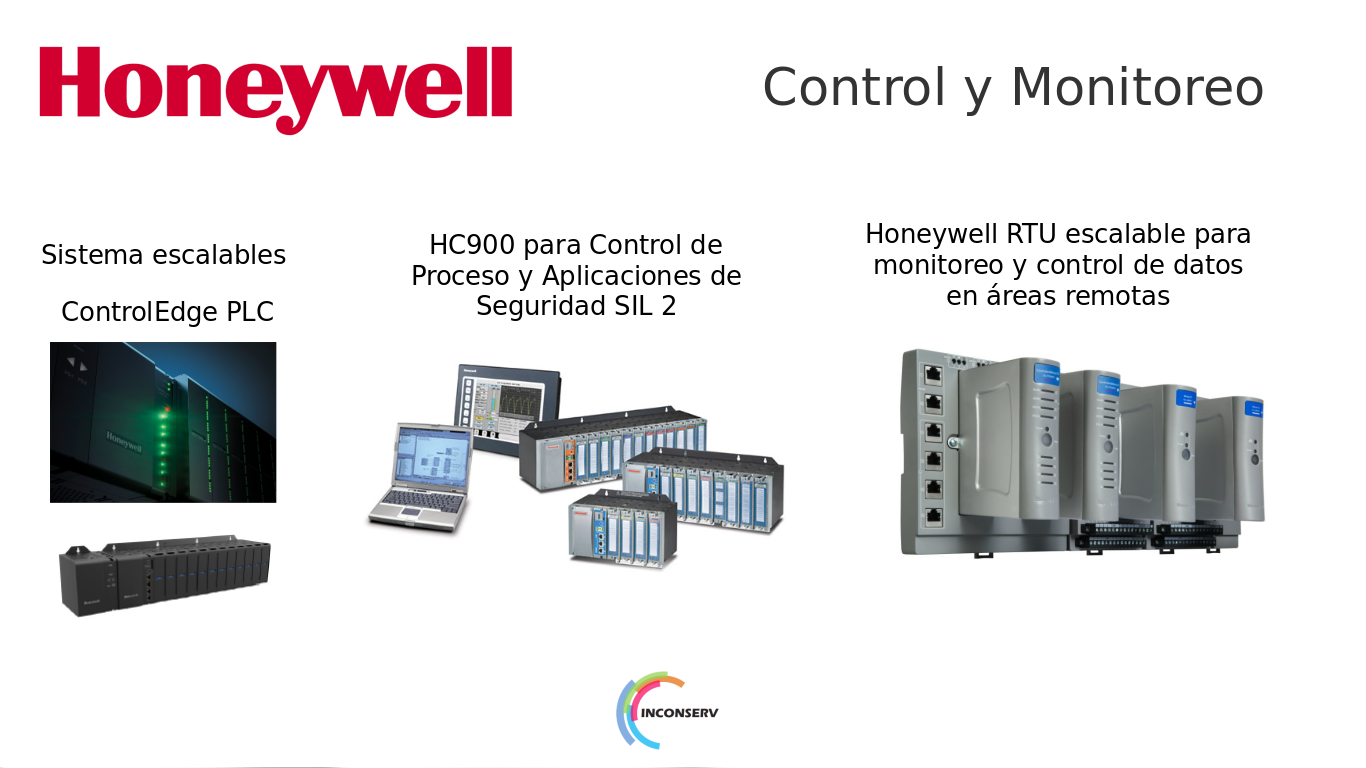 Honeywell
Control y Monitoreo
Sistema escalables
ControlEdge PLC
Honeywell
HC900 para Control de
Proceso y Aplicaciones de
Seguridad SIL 2
Honeywell RTU escalable para
monitoreo y control de datos
en áreas remotas
INCONSERV